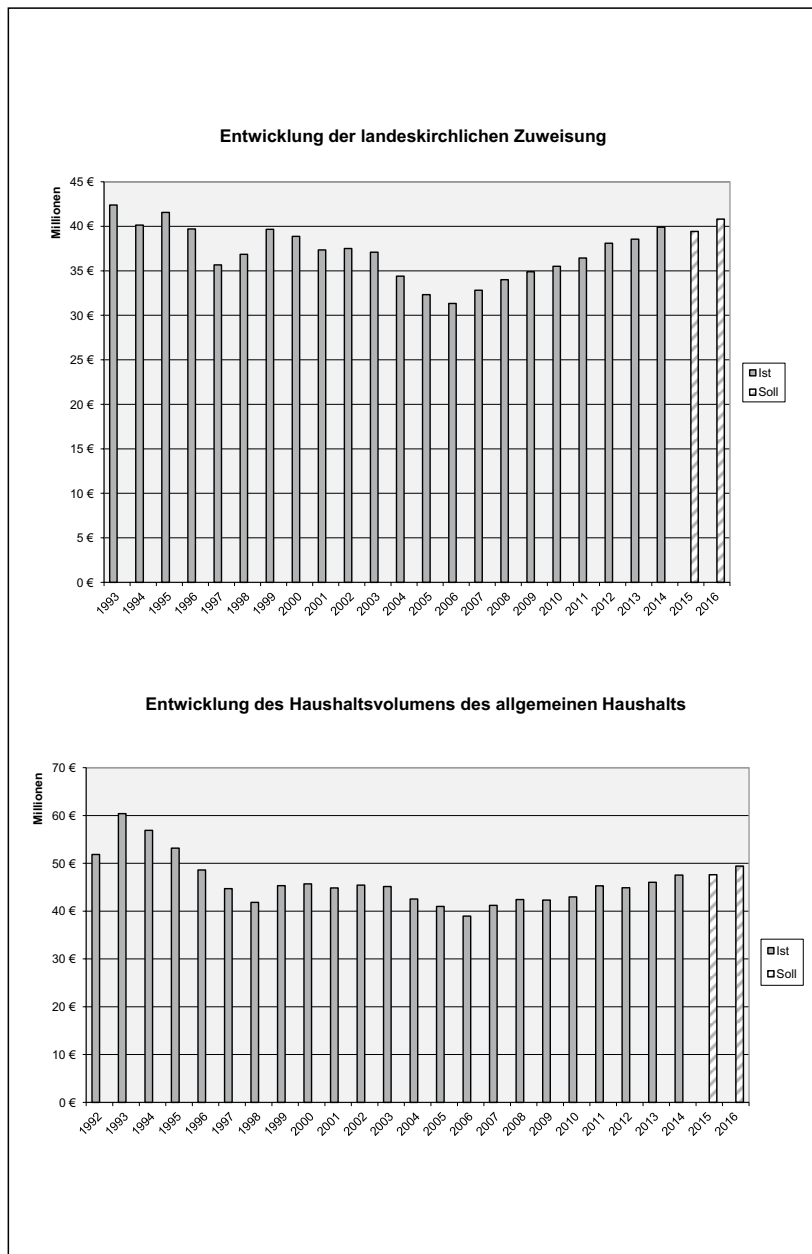 Entwicklung der landeskirchlichen Zuweisung
Millionen
45 €
40 €
35 €
30 €
25 €
20 €
15 €
10 €
5 €
0 €
1993 1994 1995 1996 1997 1998 1999 2000 2001 2002 2003 2004 2005 2006 2007 2008 2009 2010 2011 2012 2013 2014 2015 2016
Ist
Soll
Entwicklung des Haushaltsvolumens des allgemeinen Haushalts
Millionen
70 €
60 €
50 €
40 €
30 €
20 €
10 €
0 €
1992 1993 1994 1995 1996 1997 1998 1999 2000 2001 2002 2003 2004 2005 2006 2007 2008 2009 2010 2011 2012 2013 2014 2015 2016
Ist
Soll